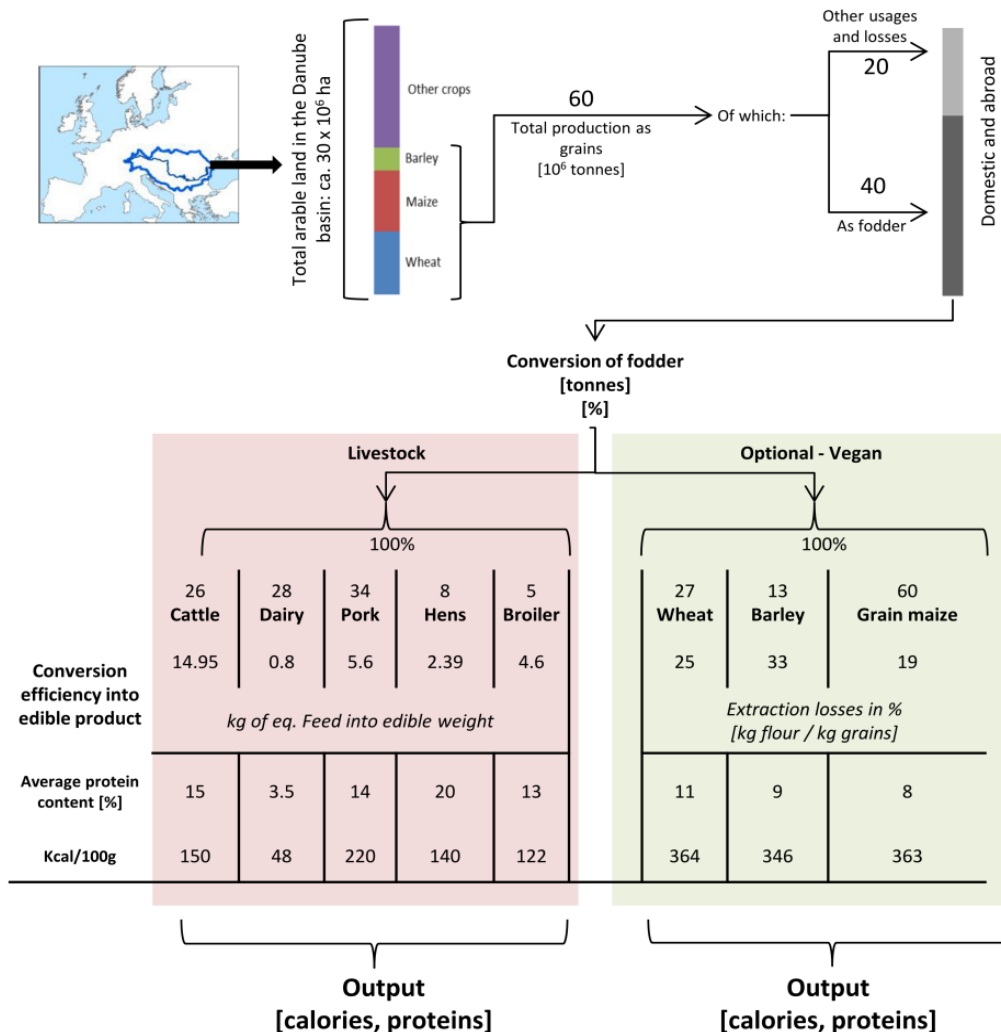 Total arable land in the Danube
basin: ca. 30 x 10⁶ ha
Other crops
Barley
Maize
Wheat
60
Total production as
grains
[10⁶ tonnes]
Of which:
Other usages
and losses
20
40
As fodder
Domestic and abroad
Conversion of fodder
[tonnes]
[%]
Livestock
Optional - Vegan
100%
100%
26 28 34 8 5 27 13 60
Cattle Dairy Pork Hens Broiler Wheat Barley Grain maize
Conversion
efficiency into
edible product
14.95 0.8 5.6 2.39 4.6 25 33 19
kg of eq. Feed into edible weight
Extraction losses in %
[kg flour / kg grains]
Average protein
content [%]
15 3.5 14 20 13 11 9 8
Kcal/100g 150 48 220 140 122 364 346 363
Output
[calories, proteins]
Output
[calories, proteins]